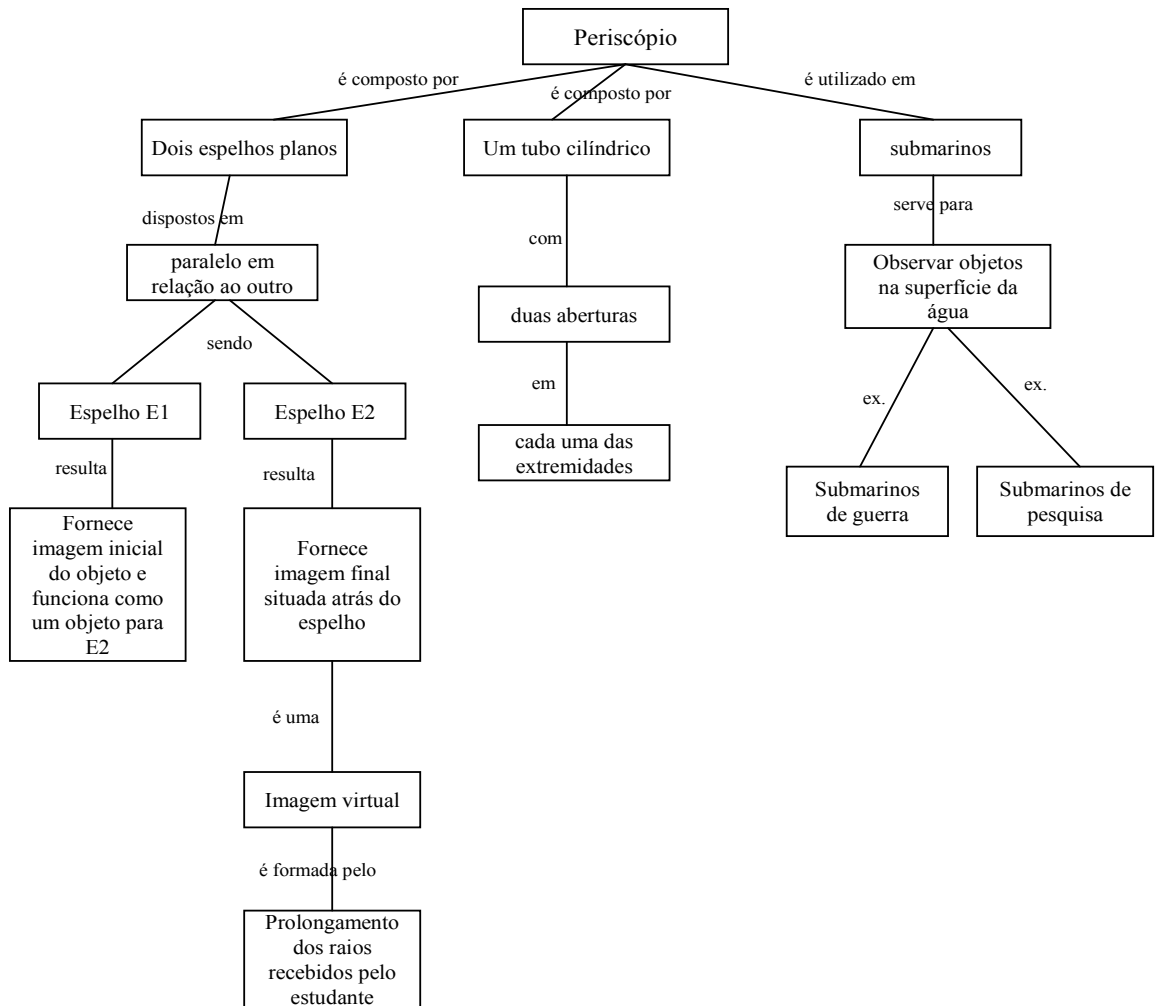 Periscópio
é composto por
é composto por
é utilizado em
Dois espelhos planos
Um tubo cilíndrico
submarinos
dispostos em
com
serve para
paralelo em
relação ao outro
duas aberturas
Observar objetos
na superfície da
água
sendo
em
ex.
ex.
Espelho E1
Espelho E2
cada uma das
extremidades
resulta
resulta
Submarinos
de guerra
Submarinos de
pesquisa
Fornece
imagem inicial
do objeto e
funciona como
um objeto para
E2
Fornece
imagem final
situada atrás do
espelho
é uma
Imagem virtual
é formada pelo
Prolongamento
dos raios
recebidos pelo
estudante